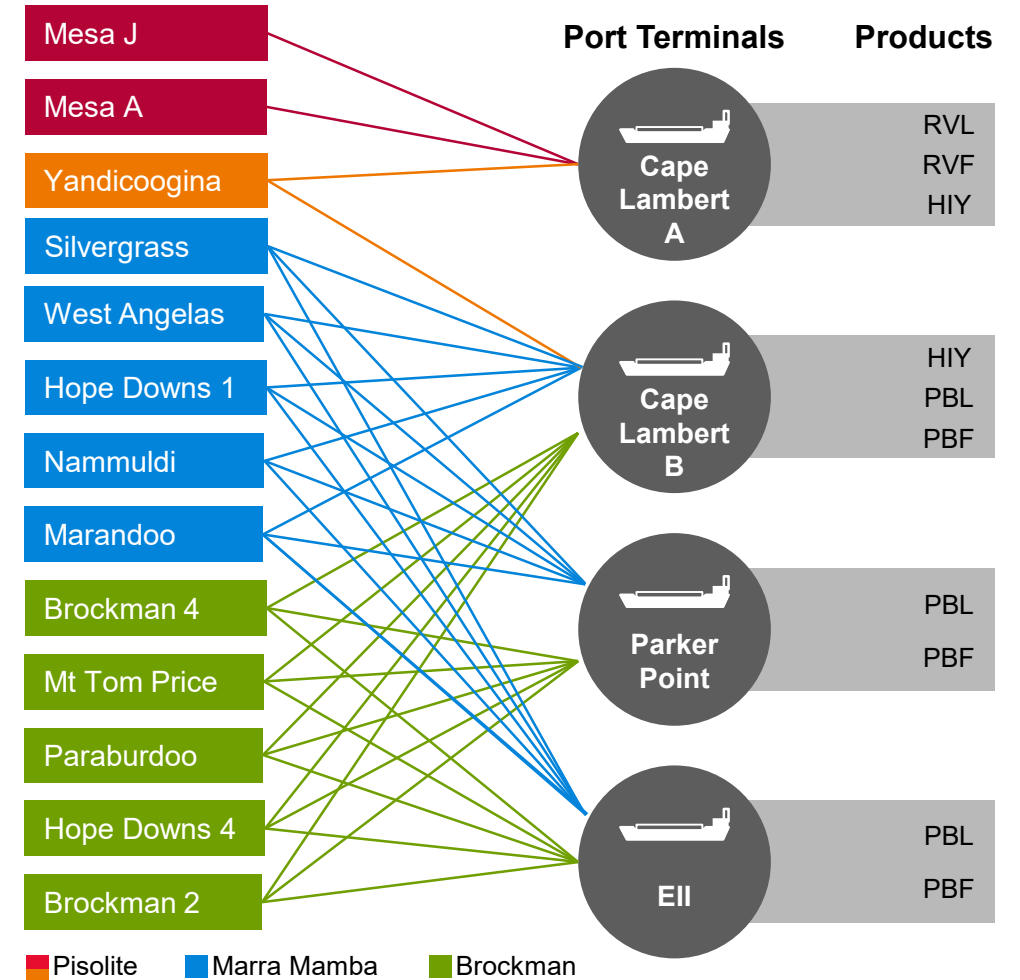 Mesa J
Mesa A
Yandicoogina
Silvergrass
West Angelas
Hope Downs 1
Nammuldi
Marandoo
Brockman 4
Mt Tom Price
Paraburdoo
Hope Downs 4
Brockman 2
Port Terminals
Products
Cape
Lambert
A
RVL
RVF
HIY
Cape
Lambert
B
HIY
PBL
PBF
Parker
Point
PBL
PBF
EII
PBL
PBF
Pisolite
Marra Mamba
Brockman